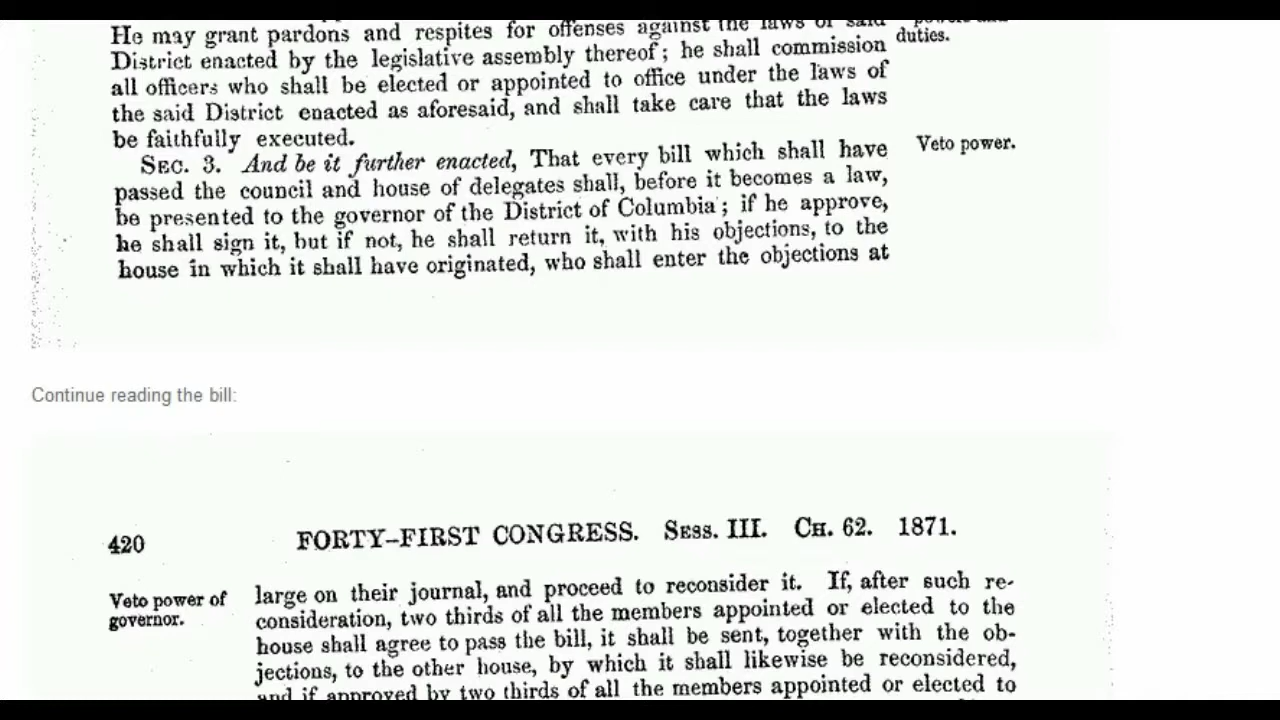 He may grant pardons and respites for offenses against the laws of said
duties.
District enacted by the legislative assembly thereof; he shall commission
all officers who shall be elected or appointed to office under the laws of
the said District enacted as aforesaid, and shall take care that the laws
be faithfully executed.
SEC. 3. And be it further enacted, That every bill which shall have
Veto power.
passed the council and house of delegates shall, before it becomes a law,
be presented to the governor of the District of Columbia; if he approve,
he shall sign it, but if not, he shall return it, with his objections, to the
house in which it shall have originated, who shall enter the objections at
Continue reading the bill:
420
FORTY-FIRST CONGRESS. SESS. III. CH. 62. 1871.
Veto power of
governor.
large on their journal, and proceed to reconsider it. If, after such re-
consideration, two thirds of all the members appointed or elected to the
house shall agree to pass the bill, it shall be sent, together with the ob-
jections, to the other house, by which it shall likewise be reconsidered,
and if approved by two thirds of all the members appointed or elected to